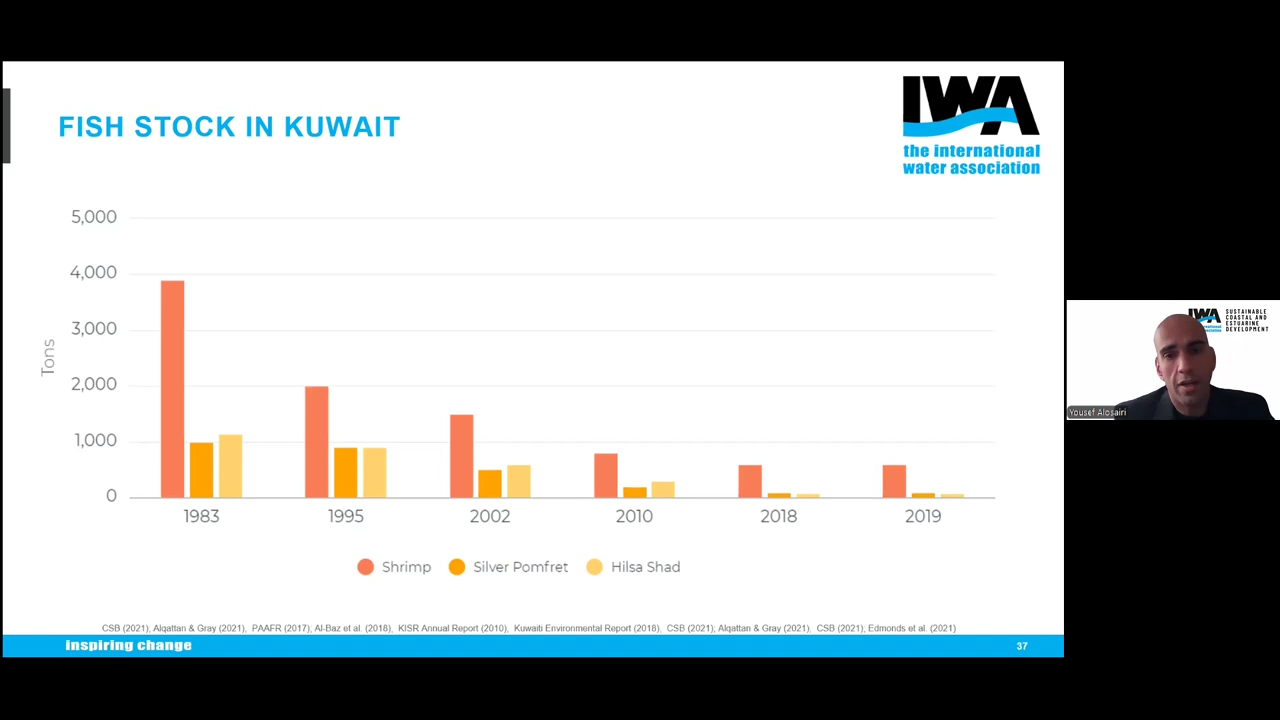 FISH STOCK IN KUWAIT
IWA
the international
water association
5,000
4,000
3,000
2,000
1,000
0
Tons
1983 1995 2002 2010 2018 2019
Shrimp Silver Pomfret Hilsa Shad
CSB (2021); Alqattan & Gray (2021), PAAFR (2017); Al-Baz et al. (2018), KISR Annual Report (2010), Kuwaiti Environmental Report (2018), CSB (2021); Alqattan & Gray (2021), CSB (2021); Edmonds et al. (2021)
inspiring change
37
IWA
SUSTAINABLE
COASTAL AND
ESTUARINE
DEVELOPMENT
Yousef Alosairi